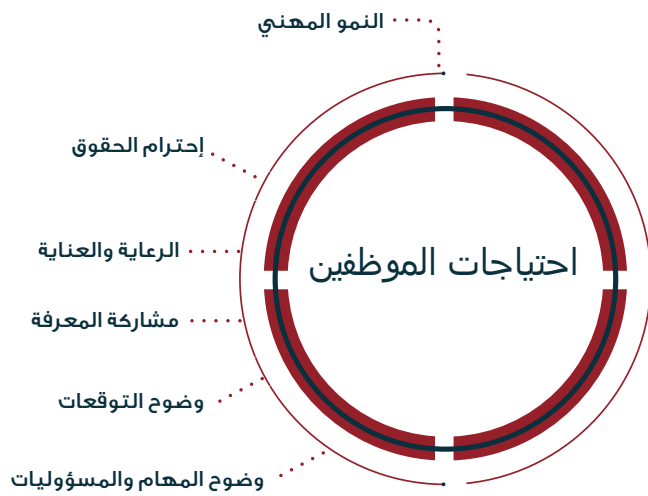 النمو المهني
إحترام الحقوق
الرعاية والعناية
احتياجات الموظفين
مشاركة المعرفة
وضوح التوقعات
وضوح المهام والمسؤوليات